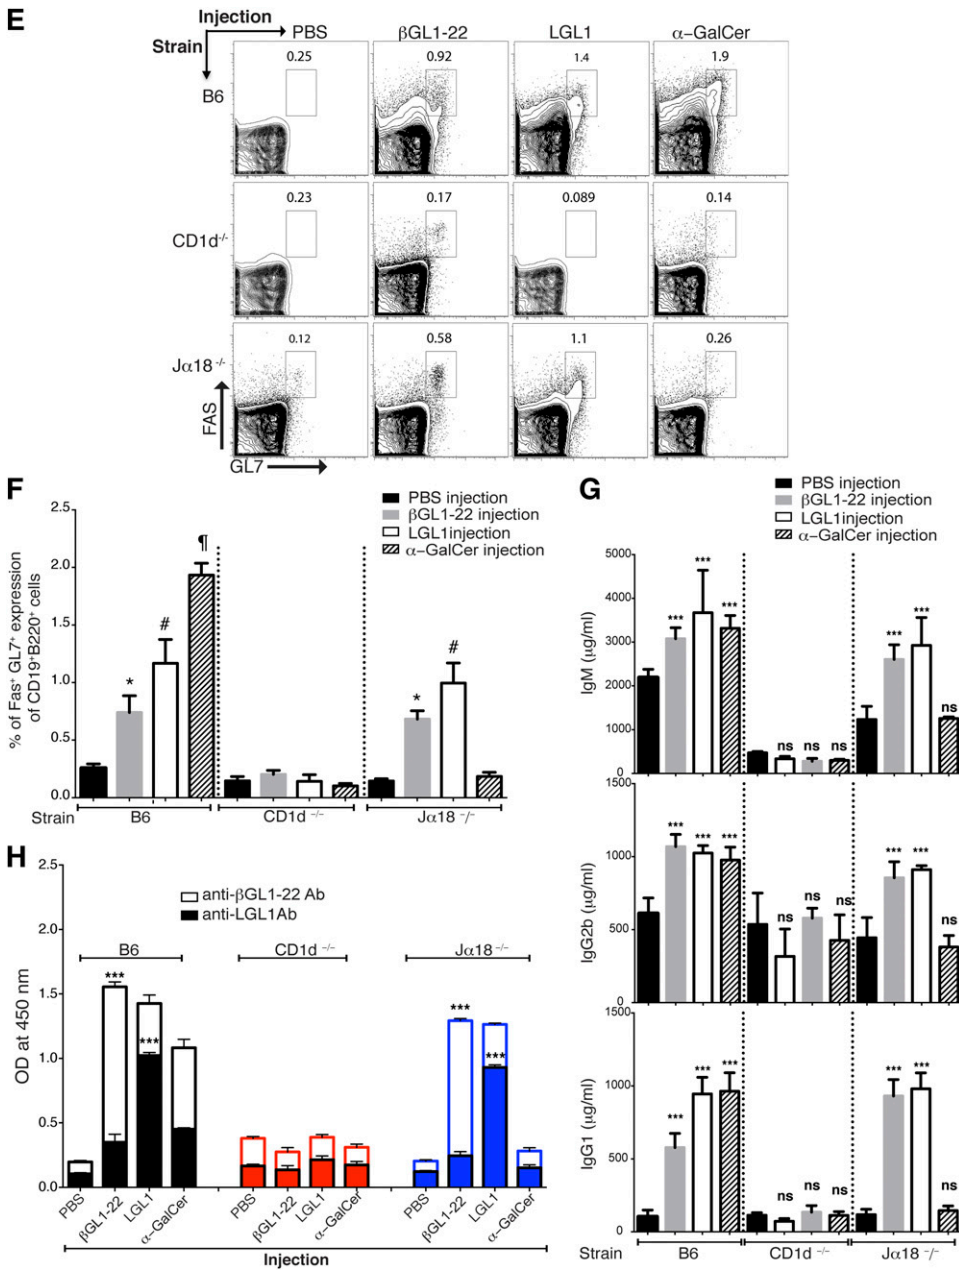 E
Injection
Strain
PBS βGL1-22 LGL1 α-GalCer
B6
0.25 0.92 1.4 1.9
CD1d-/-
0.23 0.17 0.089 0.14
Jα18 -/-
0.12 0.58 1.1 0.26
FAS
GL7
F
PBS injection
βGL1-22 injection
LGL1injection
α-GalCer injection
% of Fas+ GL7+ expression
of CD19+B220+ cells
2.5
2.0
1.5
1.0
0.5
0.0
* # ¶
* #
Strain B6 CD1d -/- Jα18 -/-
G
PBS injection
βGL1-22 injection
LGL1injection
α-GalCer injection
IgM (μg/ml)
5000
4000
3000
2000
1000
0
*** *** ***
ns ns ns
*** *** ns
IgG2b (μg/ml)
1500
1000
500
0
*** *** ***
ns ns ns
*** *** ns
IgG1 (μg/ml)
1500
1000
500
0
*** *** ***
ns ns ns
*** *** ns
Strain B6 CD1d -/- Jα18 -/-
H
anti-βGL1-22 Ab
anti-LGL1Ab
OD at 450 nm
2.5
2.0
1.5
1.0
0.5
0.0
B6 CD1d -/- Jα18 -/-
*** ***
*** ***
PBS βGL1-22 LGL1 α-GalCer PBS βGL1-22 LGL1 α-GalCer PBS βGL1-22 LGL1 α-GalCer
Injection